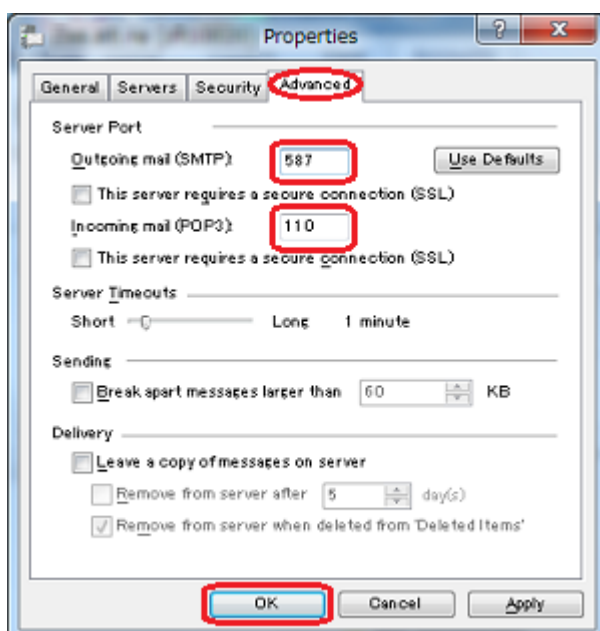 Properties
General Servers Security Advanced
Server Port
Outgoing mail (SMTP): 587 Use Defaults
This server requires a secure connection (SSL)
Incoming mail (POP3): 110
This server requires a secure connection (SSL)
Server Timeouts
Short Long 1 minute
Sending
Break apart messages larger than 60 KB
Delivery
Leave a copy of messages on server
Remove from server after 5 day(s)
Remove from server when deleted from 'Deleted Items'
OK Cancel Apply